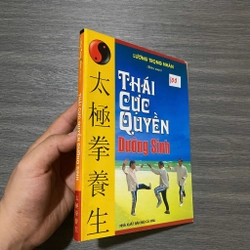 LƯƠNG TRỌNG NHÀN
THÁI
CỰC
QUYỀN
Dưỡng Sinh
太極拳養生